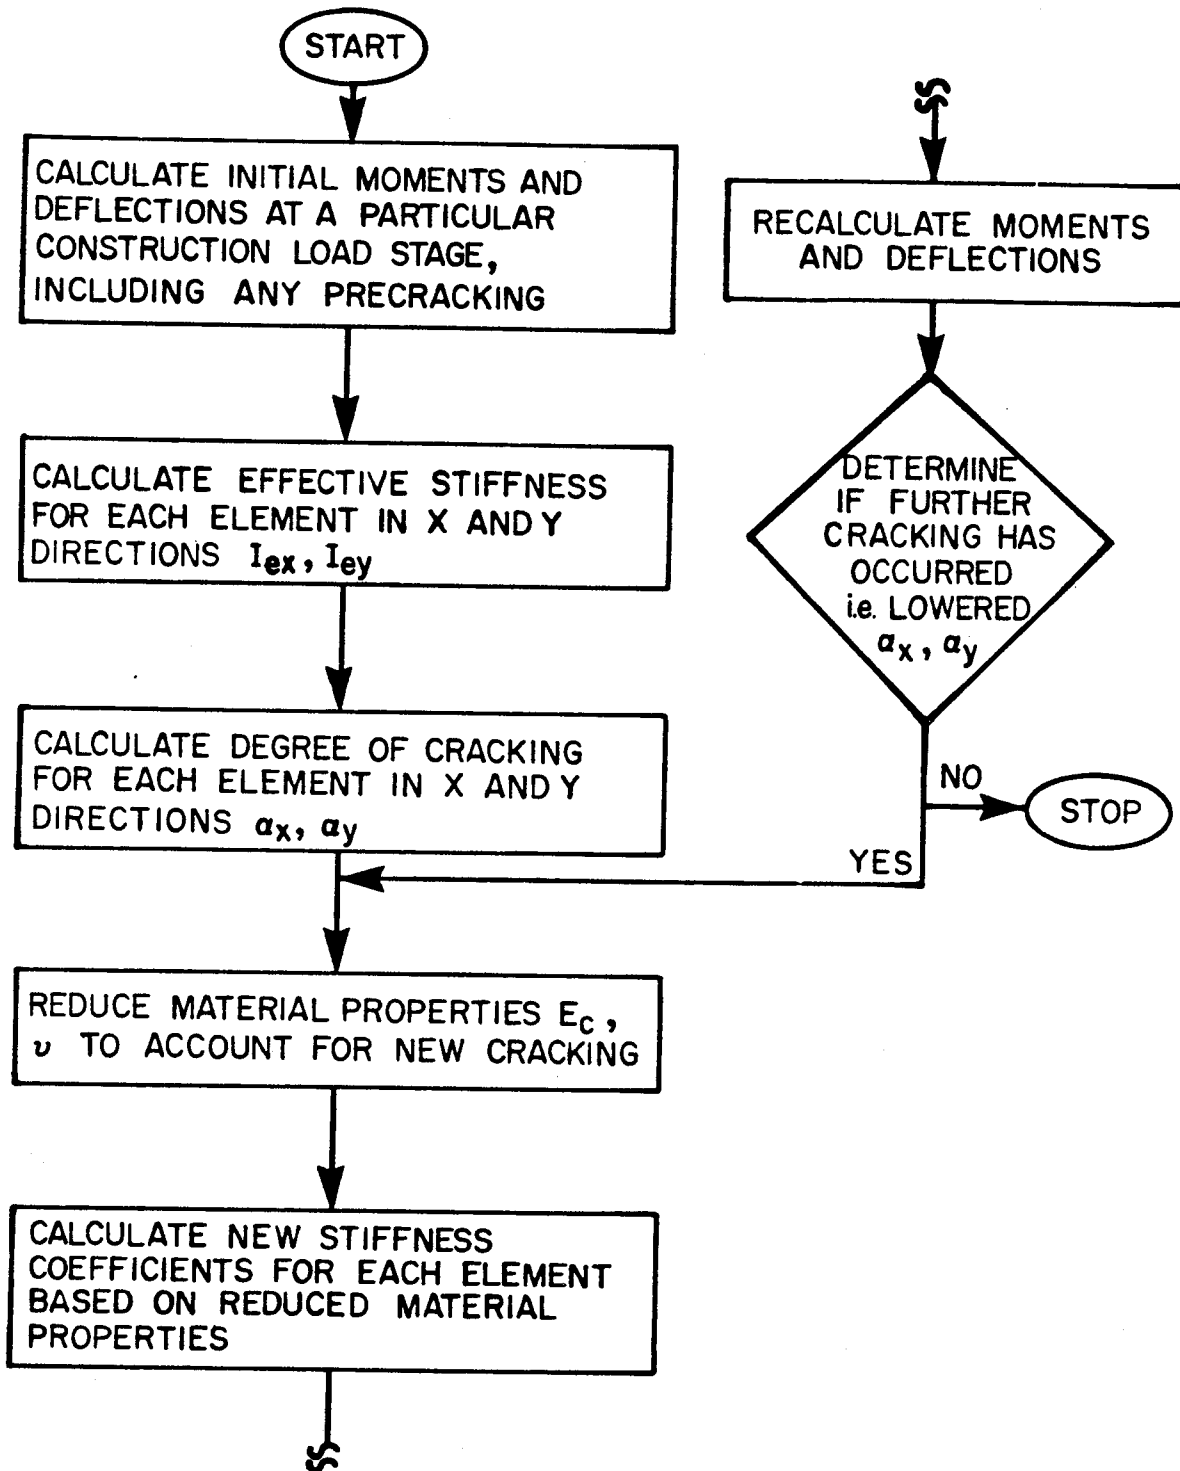 START
CALCULATE INITIAL MOMENTS AND
DEFLECTIONS AT A PARTICULAR
CONSTRUCTION LOAD STAGE,
INCLUDING ANY PRECRACKING
CALCULATE EFFECTIVE STIFFNESS
FOR EACH ELEMENT IN X AND Y
DIRECTIONS Iex, Iey
CALCULATE DEGREE OF CRACKING
FOR EACH ELEMENT IN X AND Y
DIRECTIONS αx, αy
REDUCE MATERIAL PROPERTIES Ec,
ν TO ACCOUNT FOR NEW CRACKING
CALCULATE NEW STIFFNESS
COEFFICIENTS FOR EACH ELEMENT
BASED ON REDUCED MATERIAL
PROPERTIES
RECALCULATE MOMENTS
AND DEFLECTIONS
DETERMINE
IF FURTHER
CRACKING HAS
OCCURRED
i.e. LOWERED
αx, αy
NO
STOP
YES